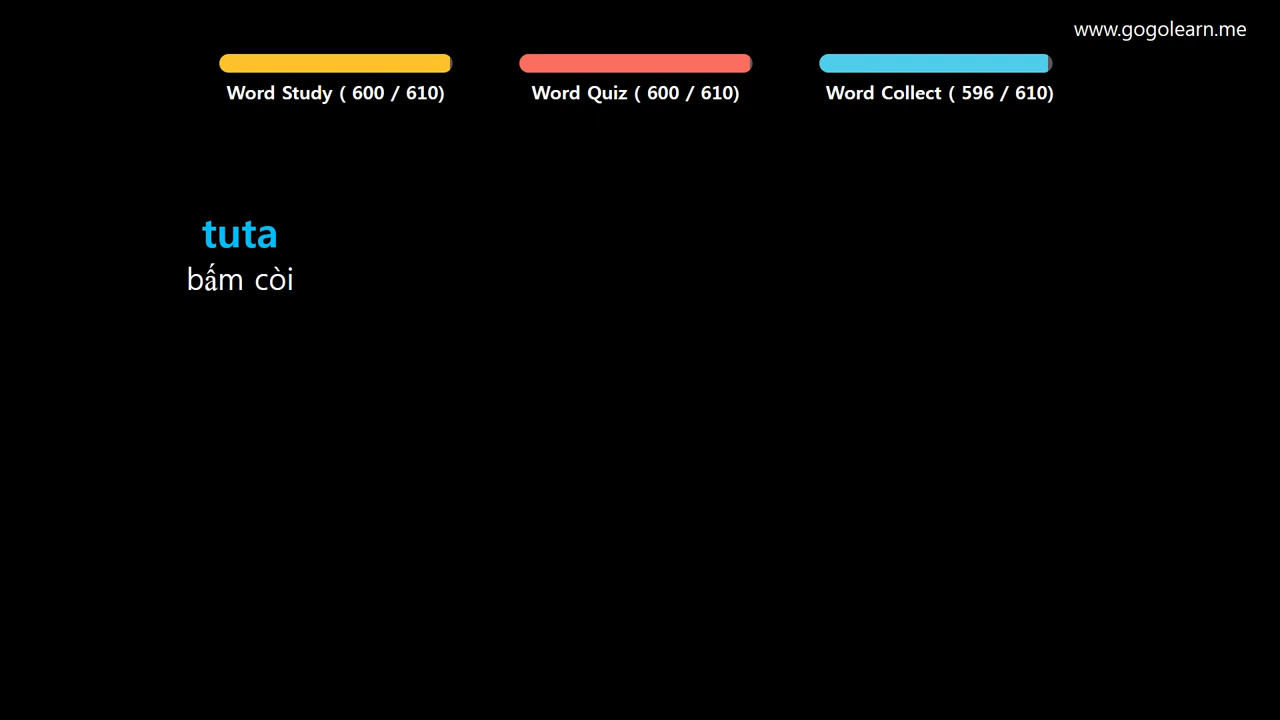 www.gogolearn.me
Word Study ( 600 / 610)
Word Quiz ( 600 / 610)
Word Collect ( 596 / 610)
tuta
bấm còi